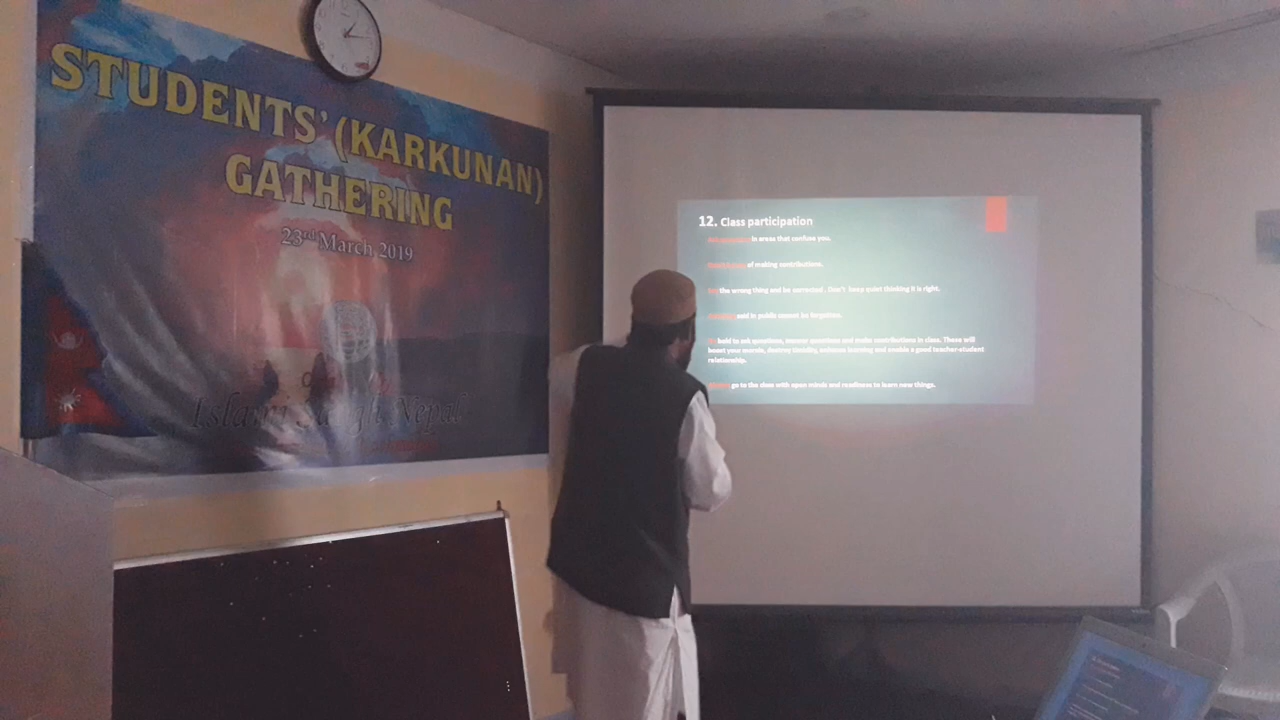 STUDENTS' (KARKUNAN)
GATHERING
23rd March 2019
Islami Sangh Nepal
12. Class participation
in areas that confuse you.
of making contributions.
the wrong thing and be corrected . Don't keep quiet thinking it is right.
said in public cannot be forgotten.
bold to ask questions, answer questions and make contributions in class. These will
boost your morale, destroy timidity, enhance learning and enable a good teacher-student
relationship.
go to the class with open minds and readiness to learn new things.